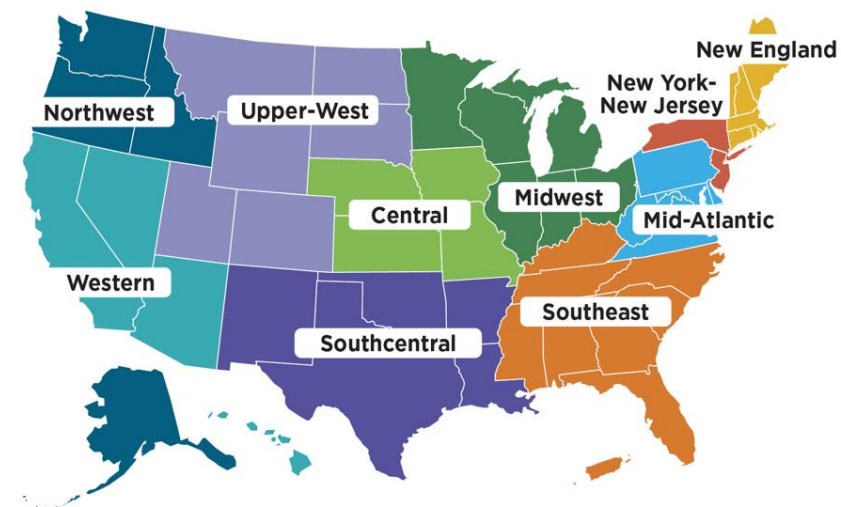 New England
New York-
New Jersey
Northwest
Upper-West
Midwest
Central
Mid-Atlantic
Western
Southeast
Southcentral